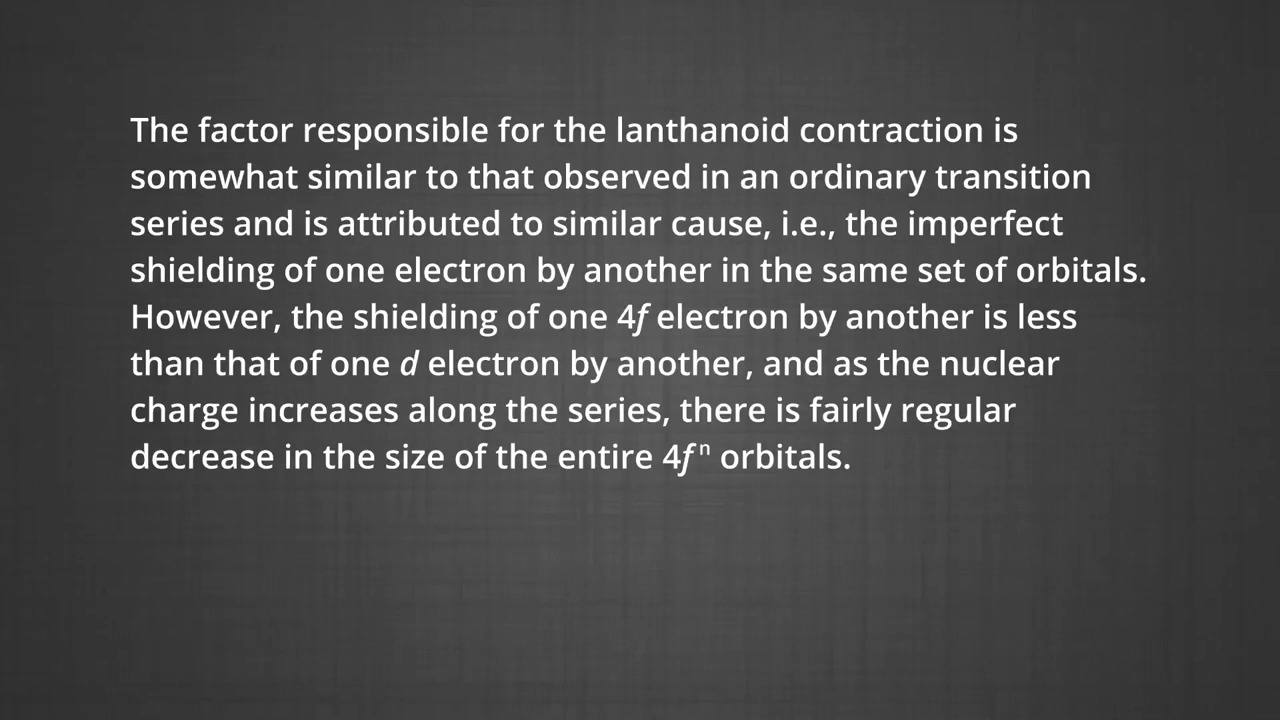 The factor responsible for the lanthanoid contraction is
somewhat similar to that observed in an ordinary transition
series and is attributed to similar cause, i.e., the imperfect
shielding of one electron by another in the same set of orbitals.
However, the shielding of one 4f electron by another is less
than that of one d electron by another, and as the nuclear
charge increases along the series, there is fairly regular
decrease in the size of the entire 4f ⁿ orbitals.